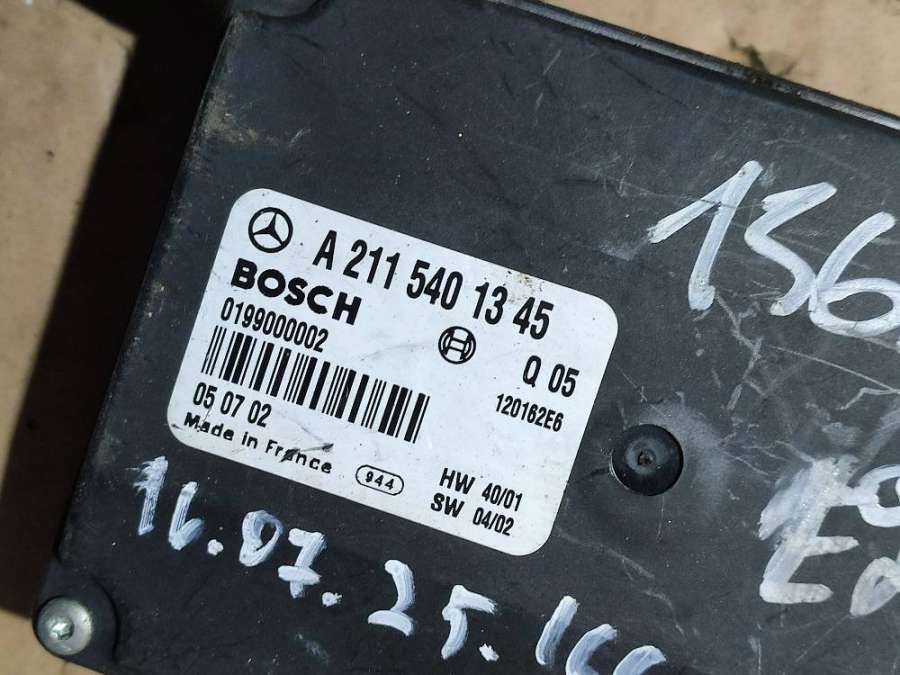 A 211 540 13 45
BOSCH
0199000002
Q 05
120162E6
05 07 02
Made in France
944
HW 40/01
SW 04/02
136
16.07.25.